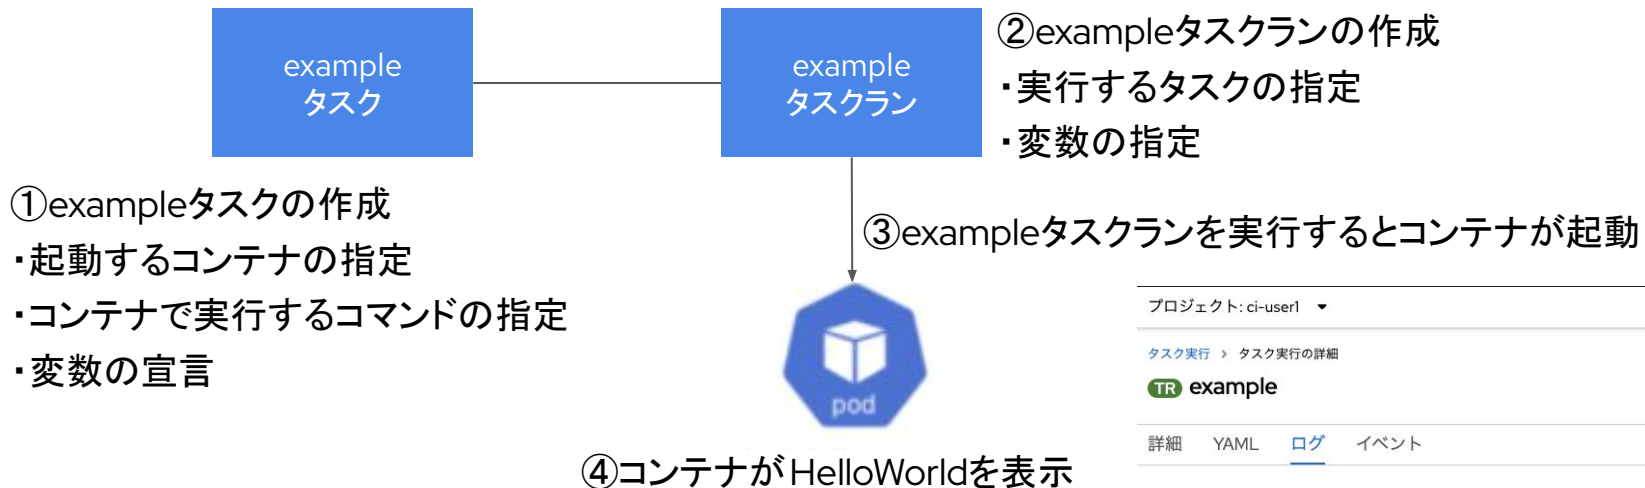 example
タスク
example
タスクラン
②exampleタスクランの作成
・実行するタスクの指定
・変数の指定
①exampleタスクの作成
・起動するコンテナの指定
・コンテナで実行するコマンドの指定
・変数の宣言
③exampleタスクランを実行するとコンテナが起動
pod
④コンテナが HelloWorldを表示
プロジェクト: ci-user1
タスク実行 > タスク実行の詳細
TR example
詳細 YAML ログ イベント